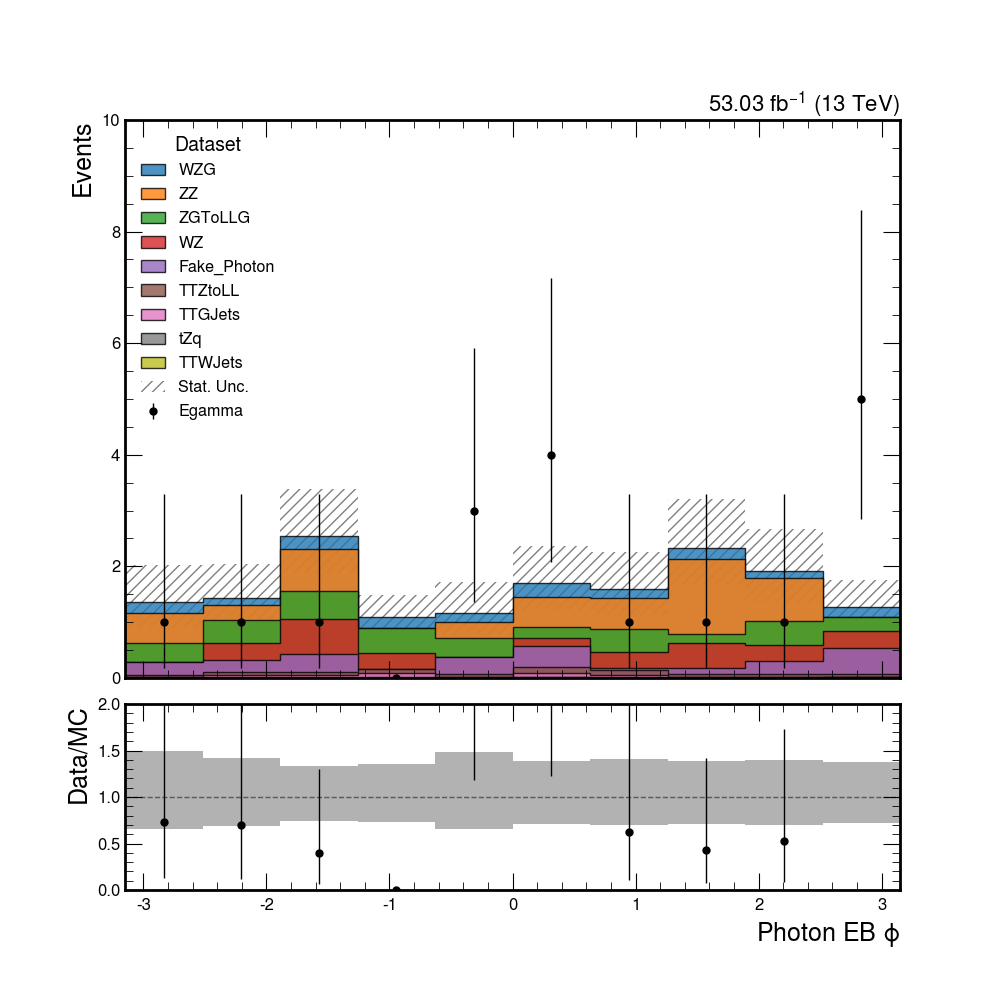 53.03 fb⁻¹ (13 TeV)
Events
10
8
6
4
2
0
Dataset
WZG
ZZ
ZGToLLG
WZ
Fake_Photon
TTZtoLL
TTGJets
tZq
TTWJets
Stat. Unc.
Egamma
Data/MC
2.0
1.5
1.0
0.5
0.0
-3 -2 -1 0 1 2 3
Photon EB ϕ